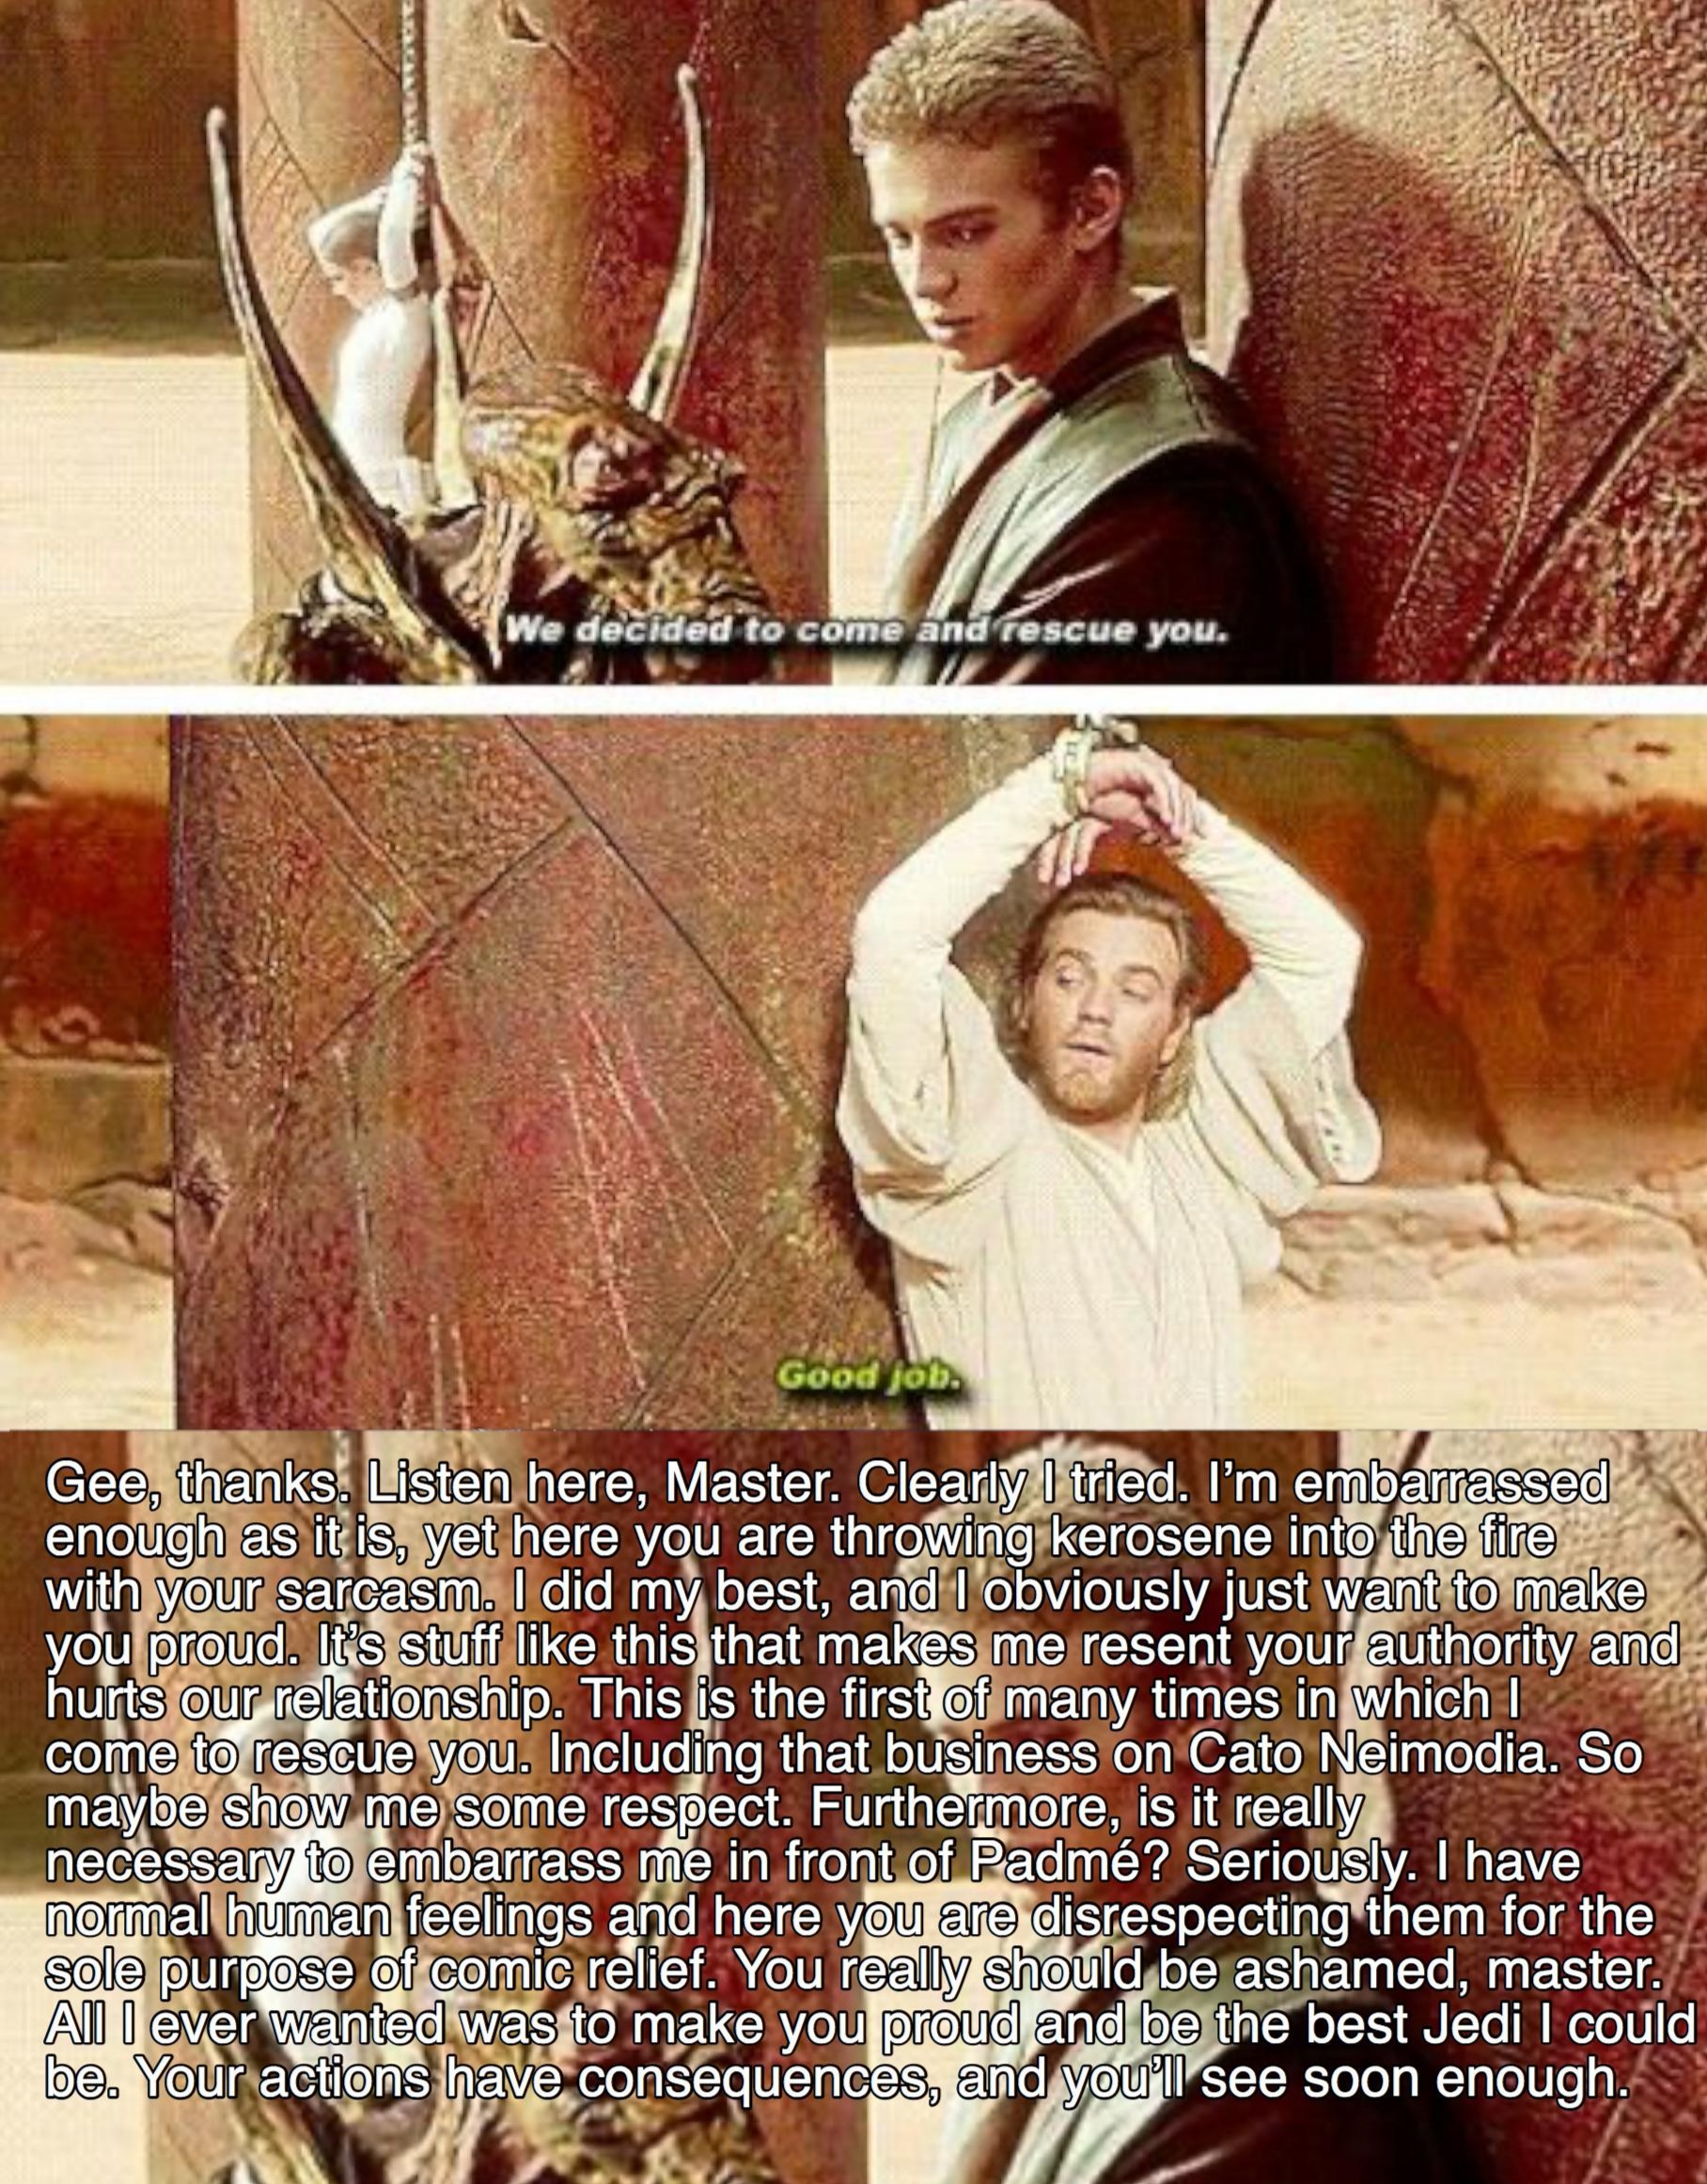 We decided to come and rescue you.
Good job.
Gee, thanks. Listen here, Master. Clearly I tried. I'm embarrassed
enough as it is, yet here you are throwing kerosene into the fire
with your sarcasm. I did my best, and I obviously just want to make
you proud. It's stuff like this that makes me resent your authority and
hurts our relationship. This is the first of many times in which I
come to rescue you. Including that business on Cato Neimodia. So
maybe show me some respect. Furthermore, is it really
necessary to embarrass me in front of Padmé? Seriously. I have
normal human feelings and here you are disrespecting them for the
sole purpose of comic relief. You really should be ashamed, master.
All I ever wanted was to make you proud and be the best Jedi I could
be. Your actions have consequences, and you'll see soon enough.